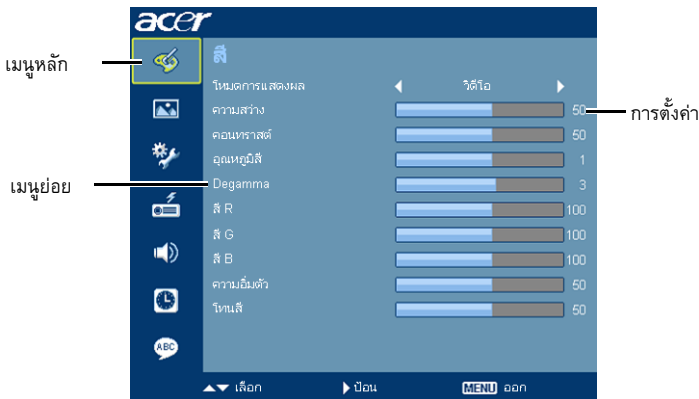 acer
เมนูหลัก
สี
โหมดการแสดงผล วิดีโอ
ความสว่าง 50 การตั้งค่า
คอนทราสต์ 50
อุณหภูมิสี 1
เมนูย่อย Degamma 3
สี R 100
สี G 100
สี B 100
ความอิ่มตัว 50
โทนสี 50
ABC
เลือก ป้อน MENU ออก